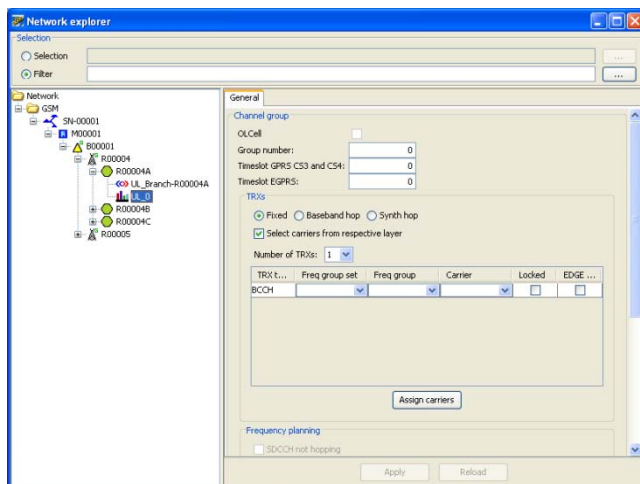 Network explorer
Selection
Selection
...
Filter
...
Network
GSM
SN-00001
M00001
B00001
R00004
R00004A
UL_Branch-R00004A
UL_0
R00004B
R00004C
R00005
General
Channel group
OLCell
Group number: 0
Timeslot GPRS CS3 and CS4: 0
Timeslot EGPRS: 0
TRXs
Fixed Baseband hop Synth hop
Select carriers from respective layer
Number of TRXs: 1
TRX t... Freq group set Freq group Carrier Locked EDGE ...
BCCH
Assign carriers
Frequency planning
SDCCH not hopping
Apply Reload